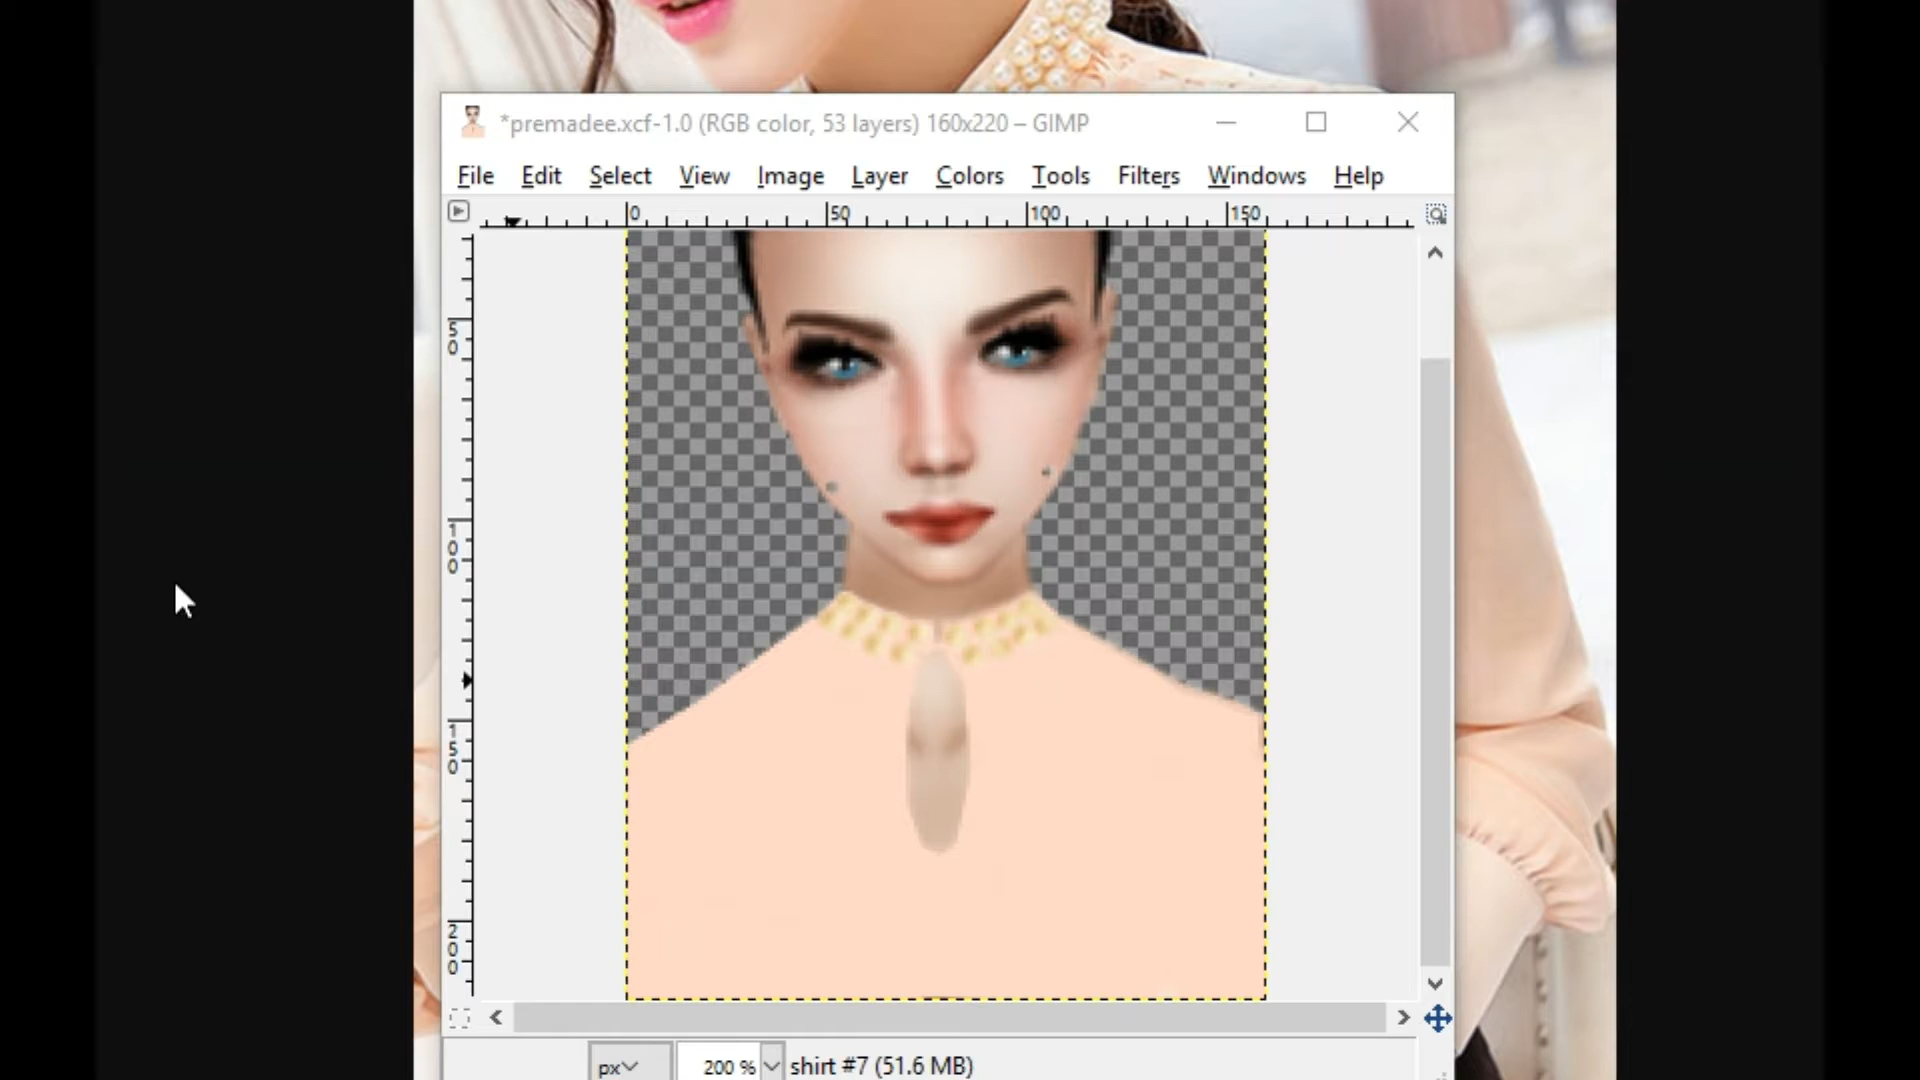 *premadee.xcf-1.0 (RGB color, 53 layers) 160x220 – GIMP
File Edit Select View Image Layer Colors Tools Filters Windows Help
0 50 100 150
50
100
150
200
px 200 % shirt #7 (51.6 MB)